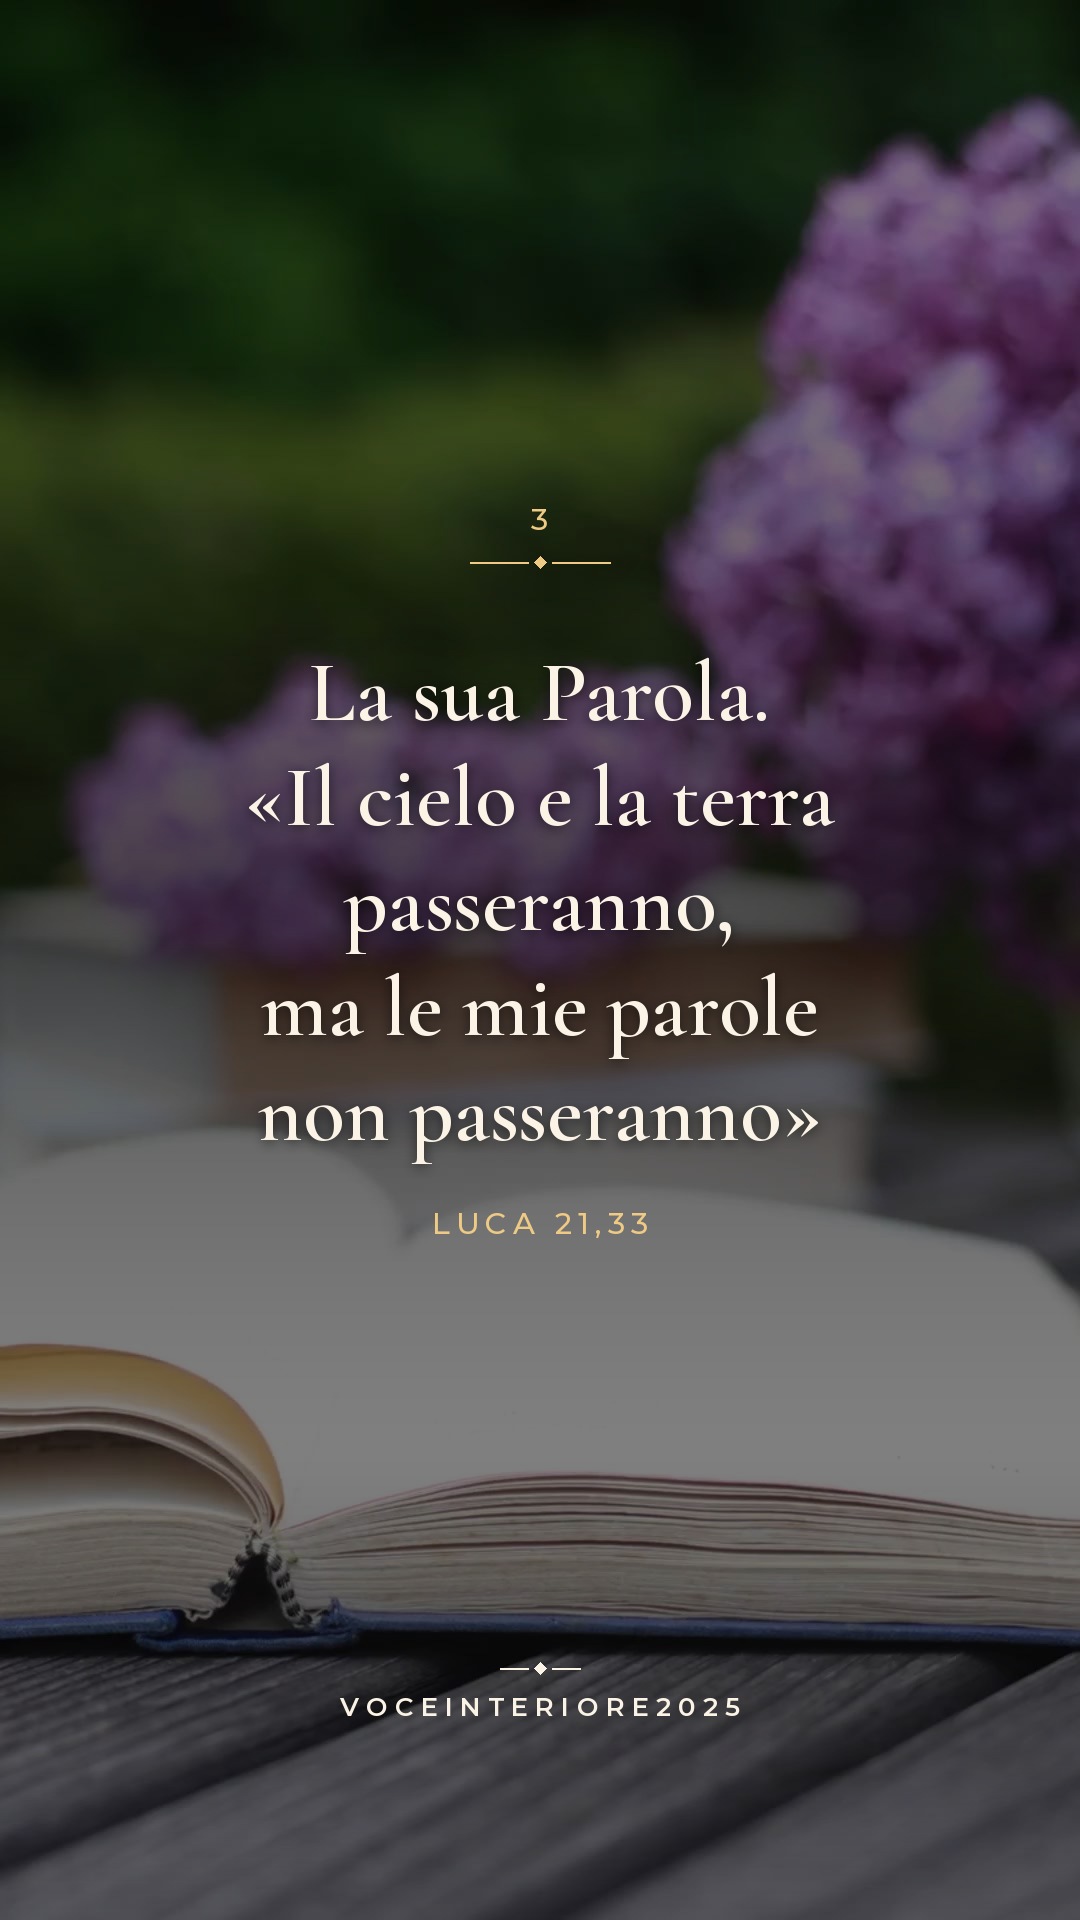 3
La sua Parola.
«Il cielo e la terra
passeranno,
ma le mie parole
non passeranno»
LUCA 21,33
VOCEINTERIORE2025